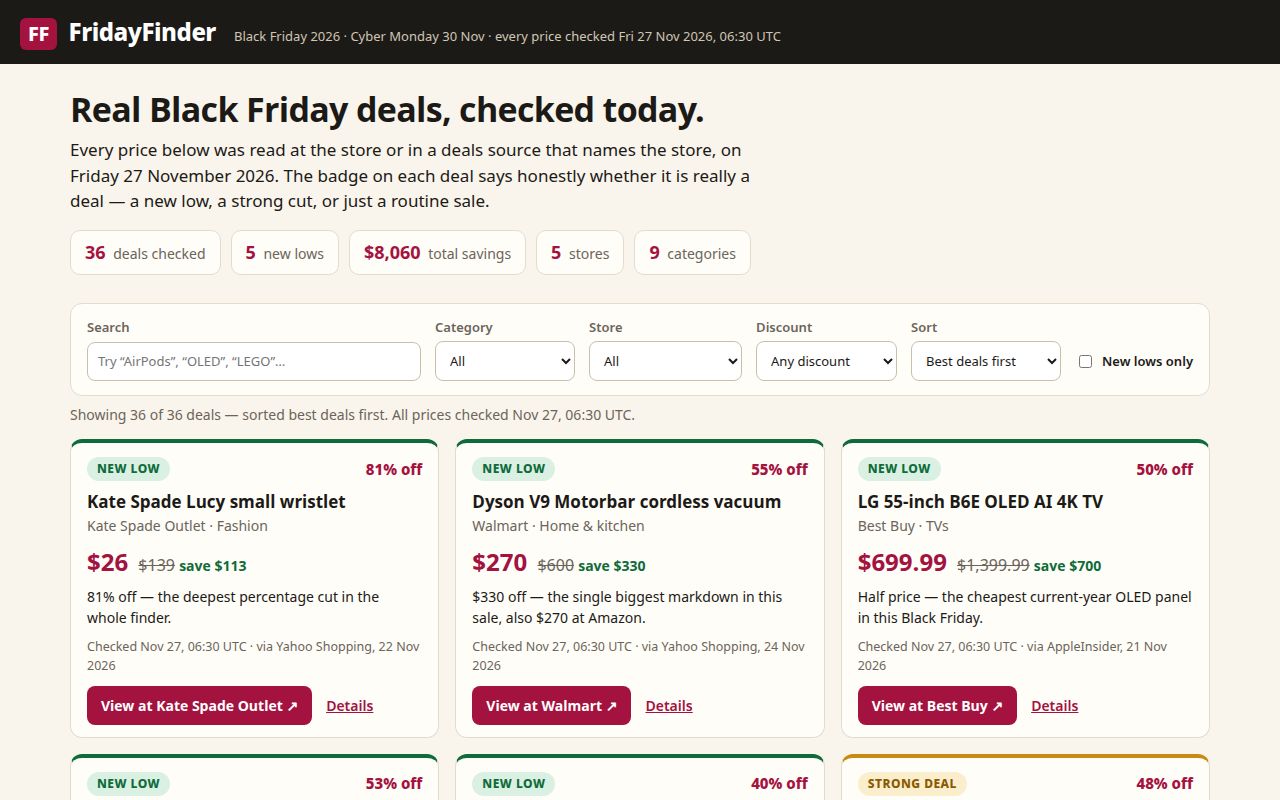 FF FridayFinder Black Friday 2026 · Cyber Monday 30 Nov · every price checked Fri 27 Nov 2026, 06:30 UTC
Real Black Friday deals, checked today.
Every price below was read at the store or in a deals source that names the store, on
Friday 27 November 2026. The badge on each deal says honestly whether it is really a
deal — a new low, a strong cut, or just a routine sale.
36 deals checked 5 new lows $8,060 total savings 5 stores 9 categories
Search Category Store Discount Sort
Try “AirPods”, “OLED”, “LEGO”... All All Any discount Best deals first New lows only
Showing 36 of 36 deals — sorted best deals first. All prices checked Nov 27, 06:30 UTC.
NEW LOW 81% off
Kate Spade Lucy small wristlet
Kate Spade Outlet · Fashion
$26 $139 save $113
81% off — the deepest percentage cut in the
whole finder.
Checked Nov 27, 06:30 UTC · via Yahoo Shopping, 22 Nov
2026
View at Kate Spade Outlet ↗ Details
NEW LOW 55% off
Dyson V9 Motorbar cordless vacuum
Walmart · Home & kitchen
$270 $600 save $330
$330 off — the single biggest markdown in this
sale, also $270 at Amazon.
Checked Nov 27, 06:30 UTC · via Yahoo Shopping, 24 Nov
2026
View at Walmart ↗ Details
NEW LOW 50% off
LG 55-inch B6E OLED AI 4K TV
Best Buy · TVs
$699.99 $1,399.99 save $700
Half price — the cheapest current-year OLED panel
in this Black Friday.
Checked Nov 27, 06:30 UTC · via AppleInsider, 21 Nov
2026
View at Best Buy ↗ Details
NEW LOW 53% off
NEW LOW 40% off
STRONG DEAL 48% off